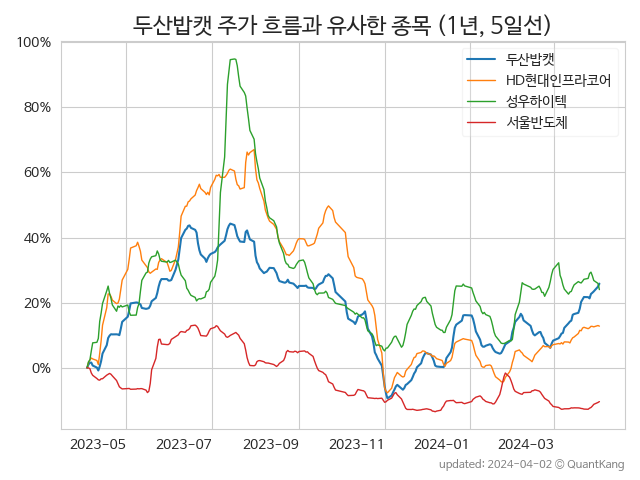 두산밥캣 주가 흐름과 유사한 종목 (1년, 5일선)
두산밥캣
HD현대인프라코어
성우하이텍
서울반도체
100%
80%
60%
40%
20%
0%
2023-05 2023-07 2023-09 2023-11 2024-01 2024-03
updated: 2024-04-02 © QuantKang